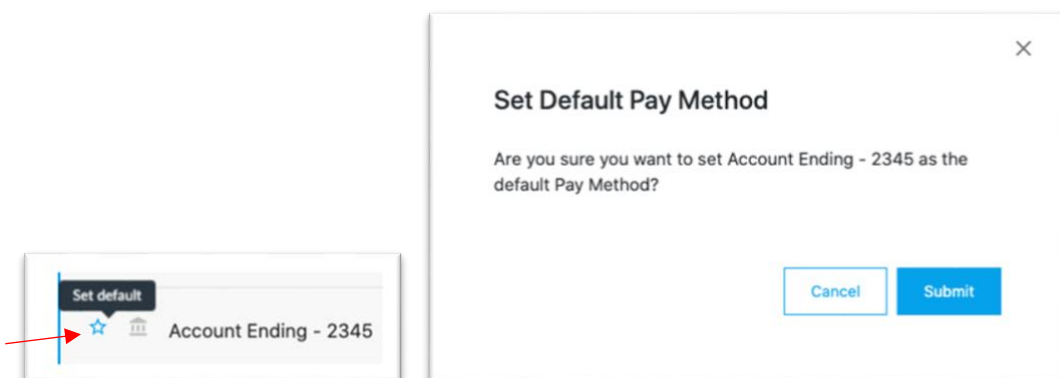 Set default
Account Ending - 2345
Set Default Pay Method
Are you sure you want to set Account Ending - 2345 as the
default Pay Method?
Cancel
Submit